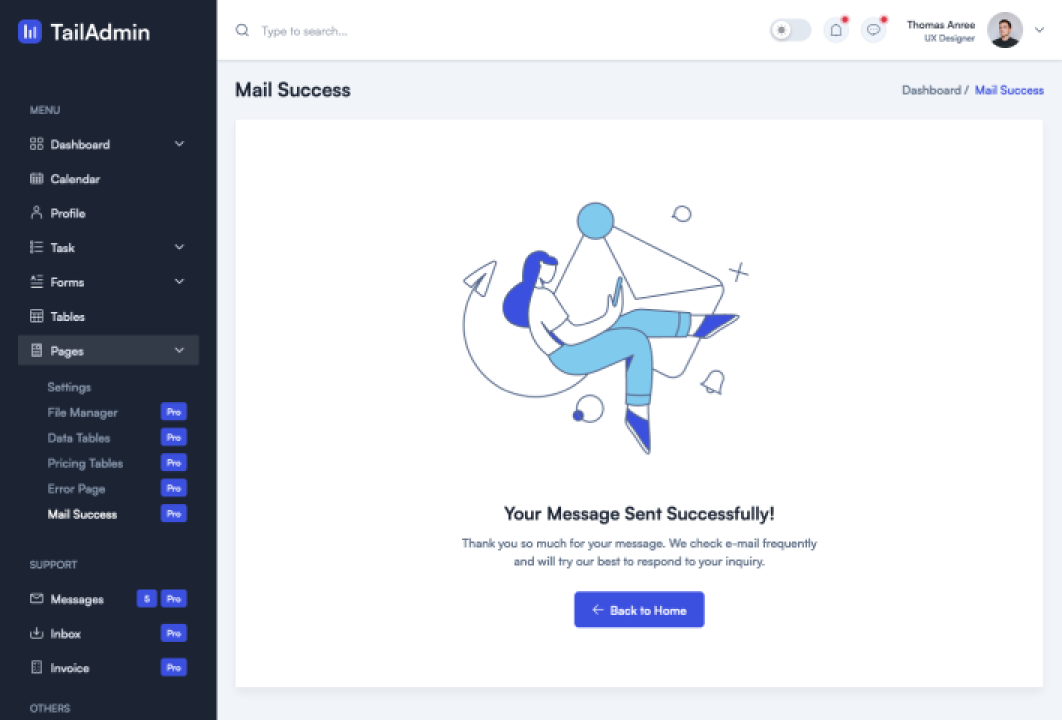 TailAdmin
Type to search...
Thomas Anree
UX Designer
MENU
Dashboard
Calendar
Profile
Task
Forms
Tables
Pages
Settings
File Manager Pro
Data Tables Pro
Pricing Tables Pro
Error Page Pro
Mail Success Pro
SUPPORT
Messages 5 Pro
Inbox Pro
Invoice Pro
OTHERS
Mail Success
Dashboard / Mail Success
Your Message Sent Successfully!
Thank you so much for your message. We check e-mail frequently
and will try our best to respond to your inquiry.
Back to Home